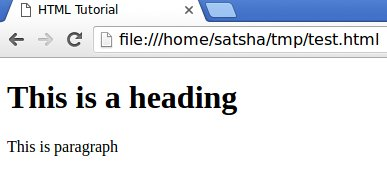 HTML Tutorial
file:///home/satsha/tmp/test.html
This is a heading
This is paragraph